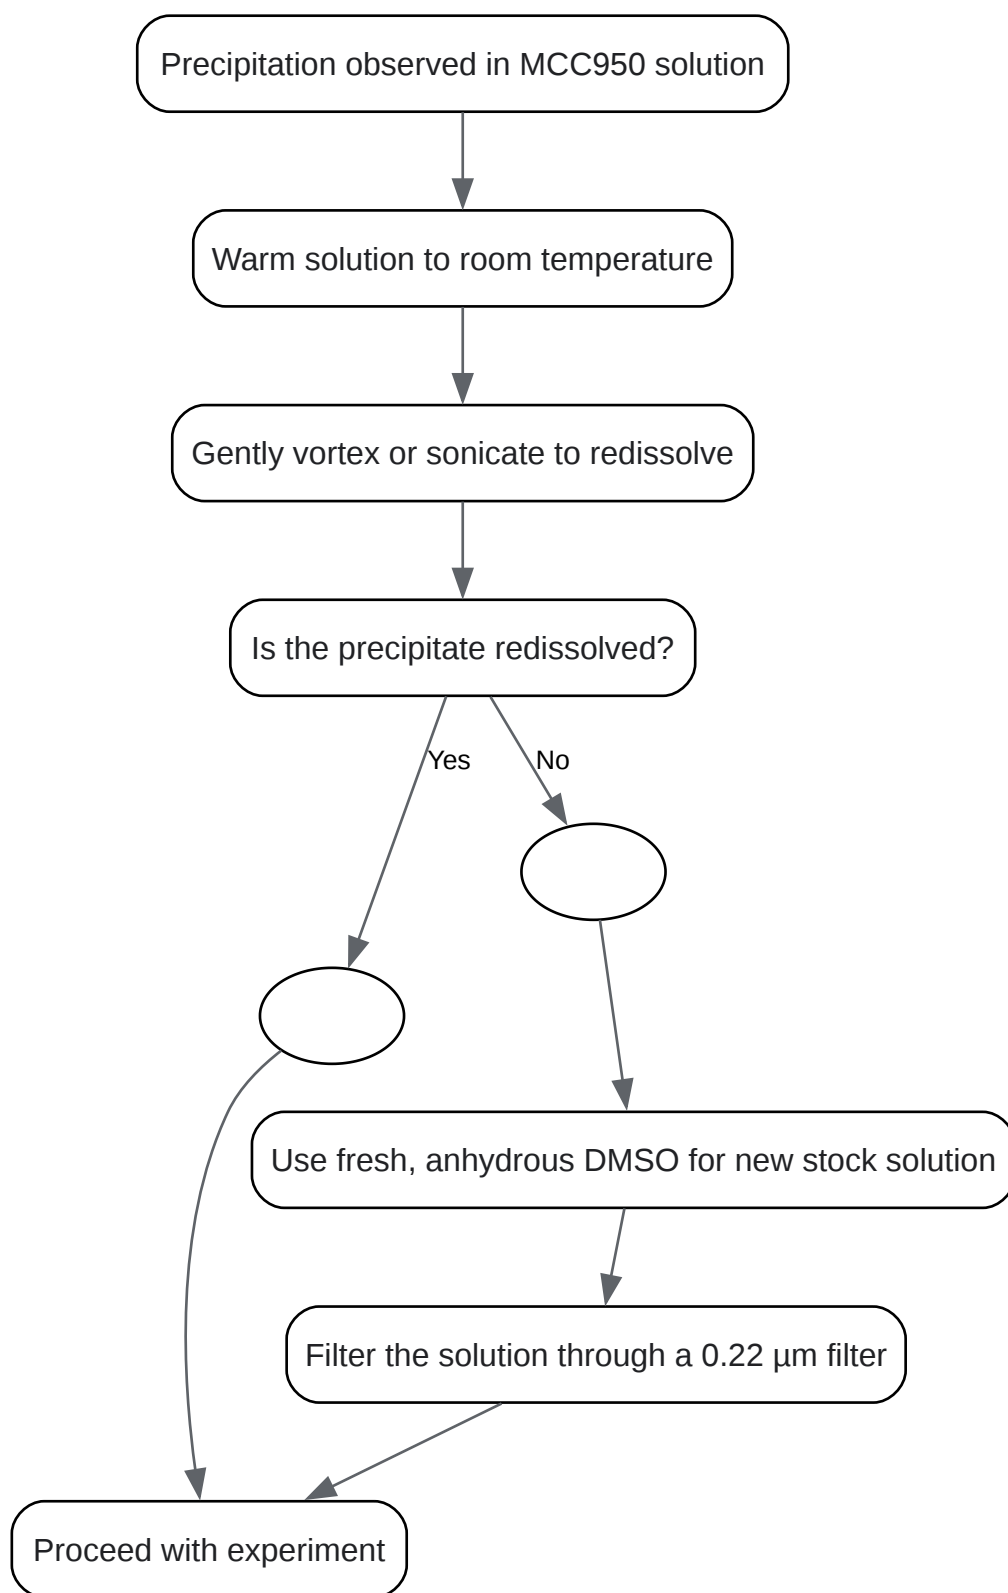 Precipitation observed in MCC950 solution
Warm solution to room temperature
Gently vortex or sonicate to redissolve
Is the precipitate redissolved?
Yes
No
Use fresh, anhydrous DMSO for new stock solution
Filter the solution through a 0.22 µm filter
Proceed with experiment